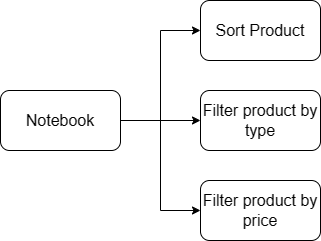 Sort Product
Notebook
Filter product by
type
Filter product by
price